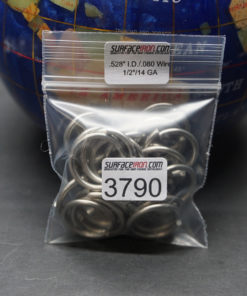 SURFACEIRON.COM
.528" I.D./.080 Wire
1/2"/14 GA
SURFACEIRON.COM
3790